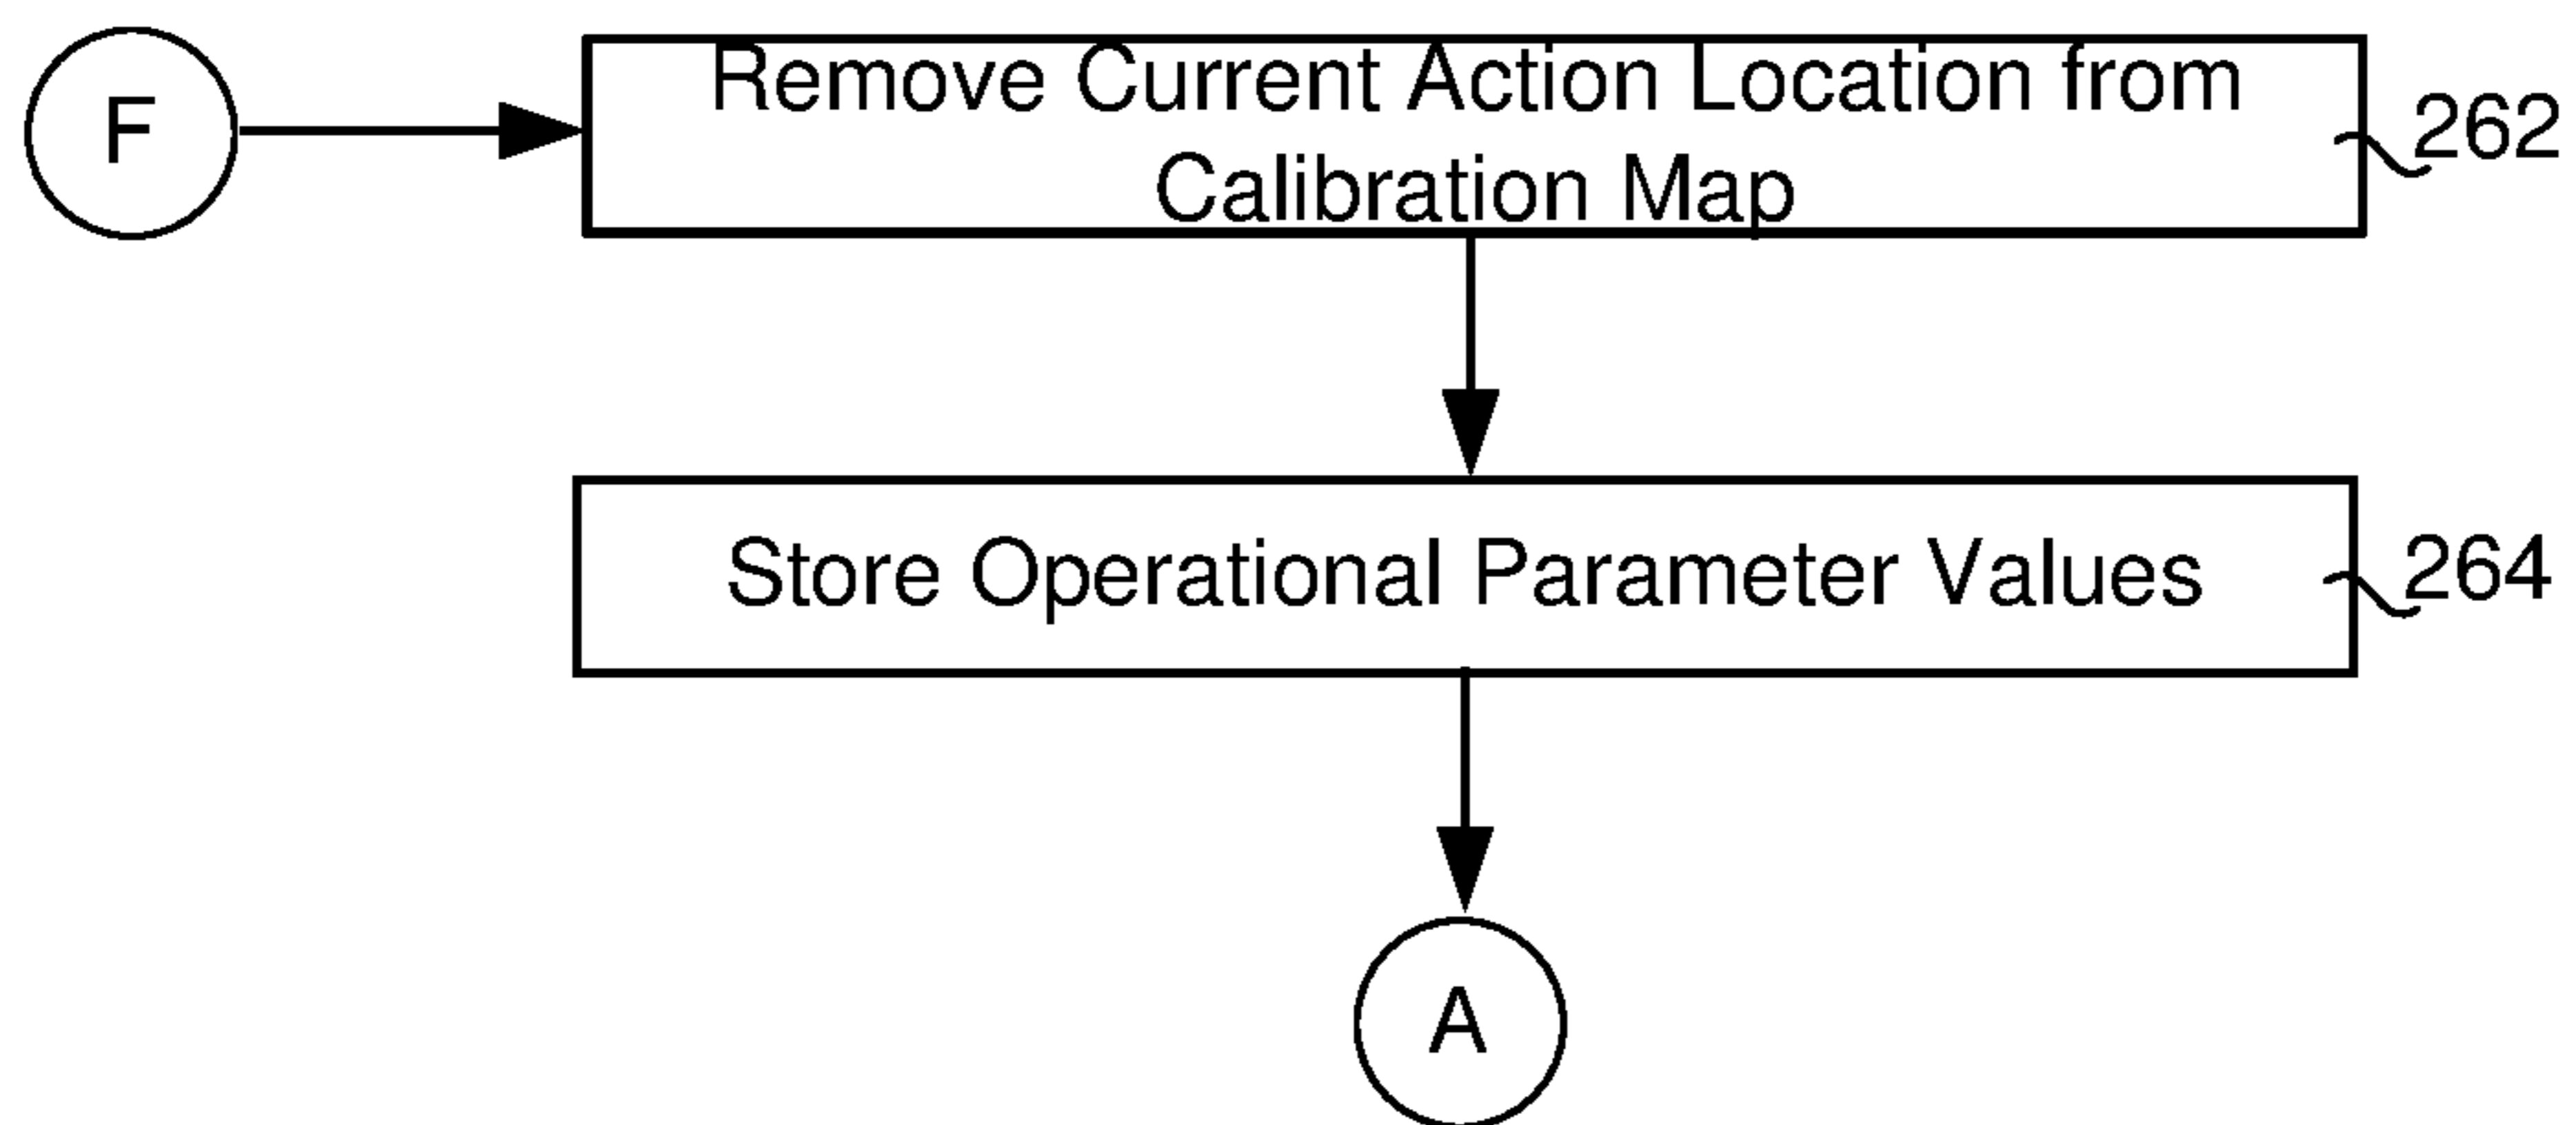 F
Remove Current Action Location from
Calibration Map
262
Store Operational Parameter Values
264
A